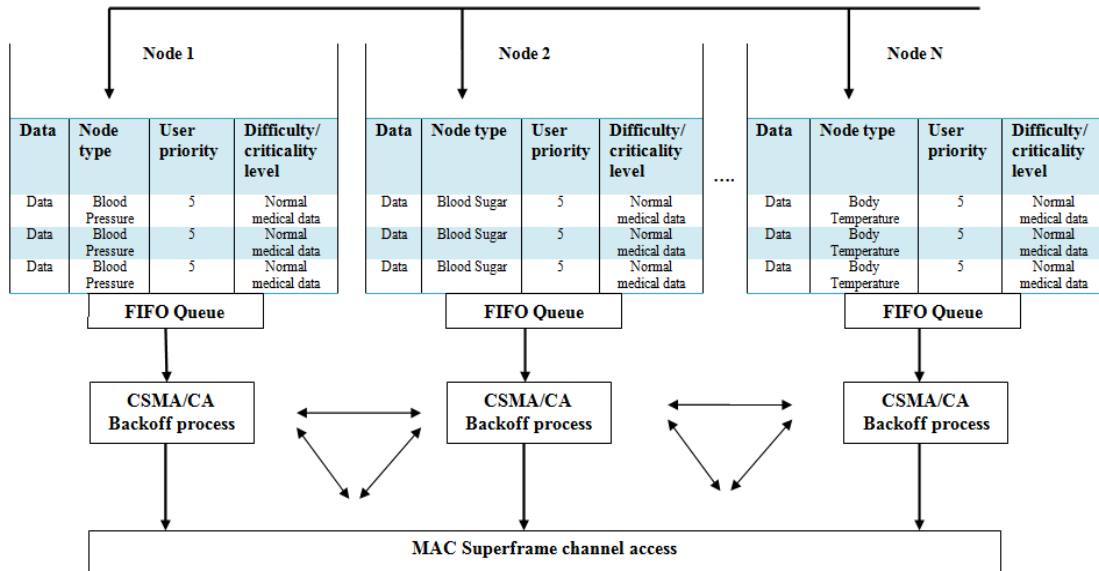 Node 1
Node 2
Node N
Data Node type User priority Difficulty/ criticality level
Data Blood Pressure 5 Normal medical data
Data Blood Pressure 5 Normal medical data
Data Blood Pressure 5 Normal medical data
FIFO Queue
Data Node type User priority Difficulty/ criticality level
Data Blood Sugar 5 Normal medical data
Data Blood Sugar 5 Normal medical data
Data Blood Sugar 5 Normal medical data
FIFO Queue
....
Data Node type User priority Difficulty/ criticality level
Data Body Temperature 5 Normal medical data
Data Body Temperature 5 Normal medical data
Data Body Temperature 5 Normal medical data
FIFO Queue
CSMA/CA
Backoff process
CSMA/CA
Backoff process
CSMA/CA
Backoff process
MAC Superframe channel access